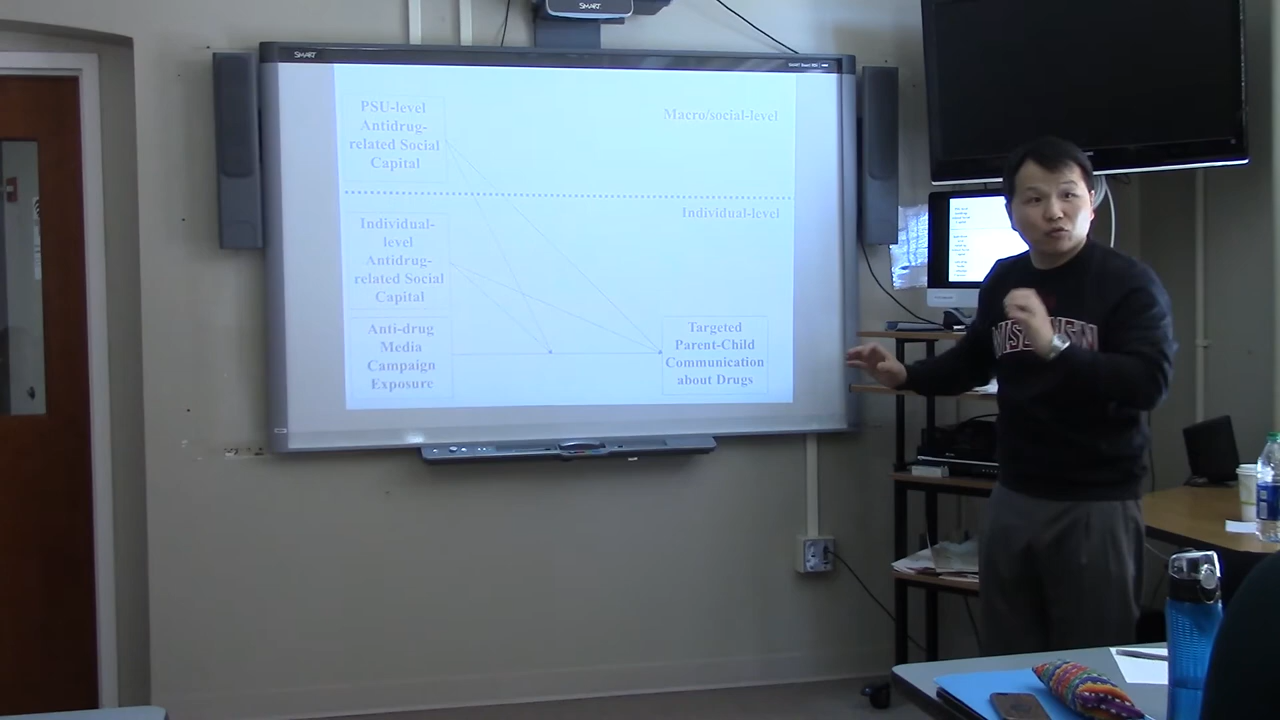 SMART
SMART
PSU-level
Antidrug-
related Social
Capital
Macro/social-level
Individual-level
Individual-
level
Antidrug-
related Social
Capital
Anti-drug
Media
Campaign
Exposure
Targeted
Parent-Child
Communication
about Drugs